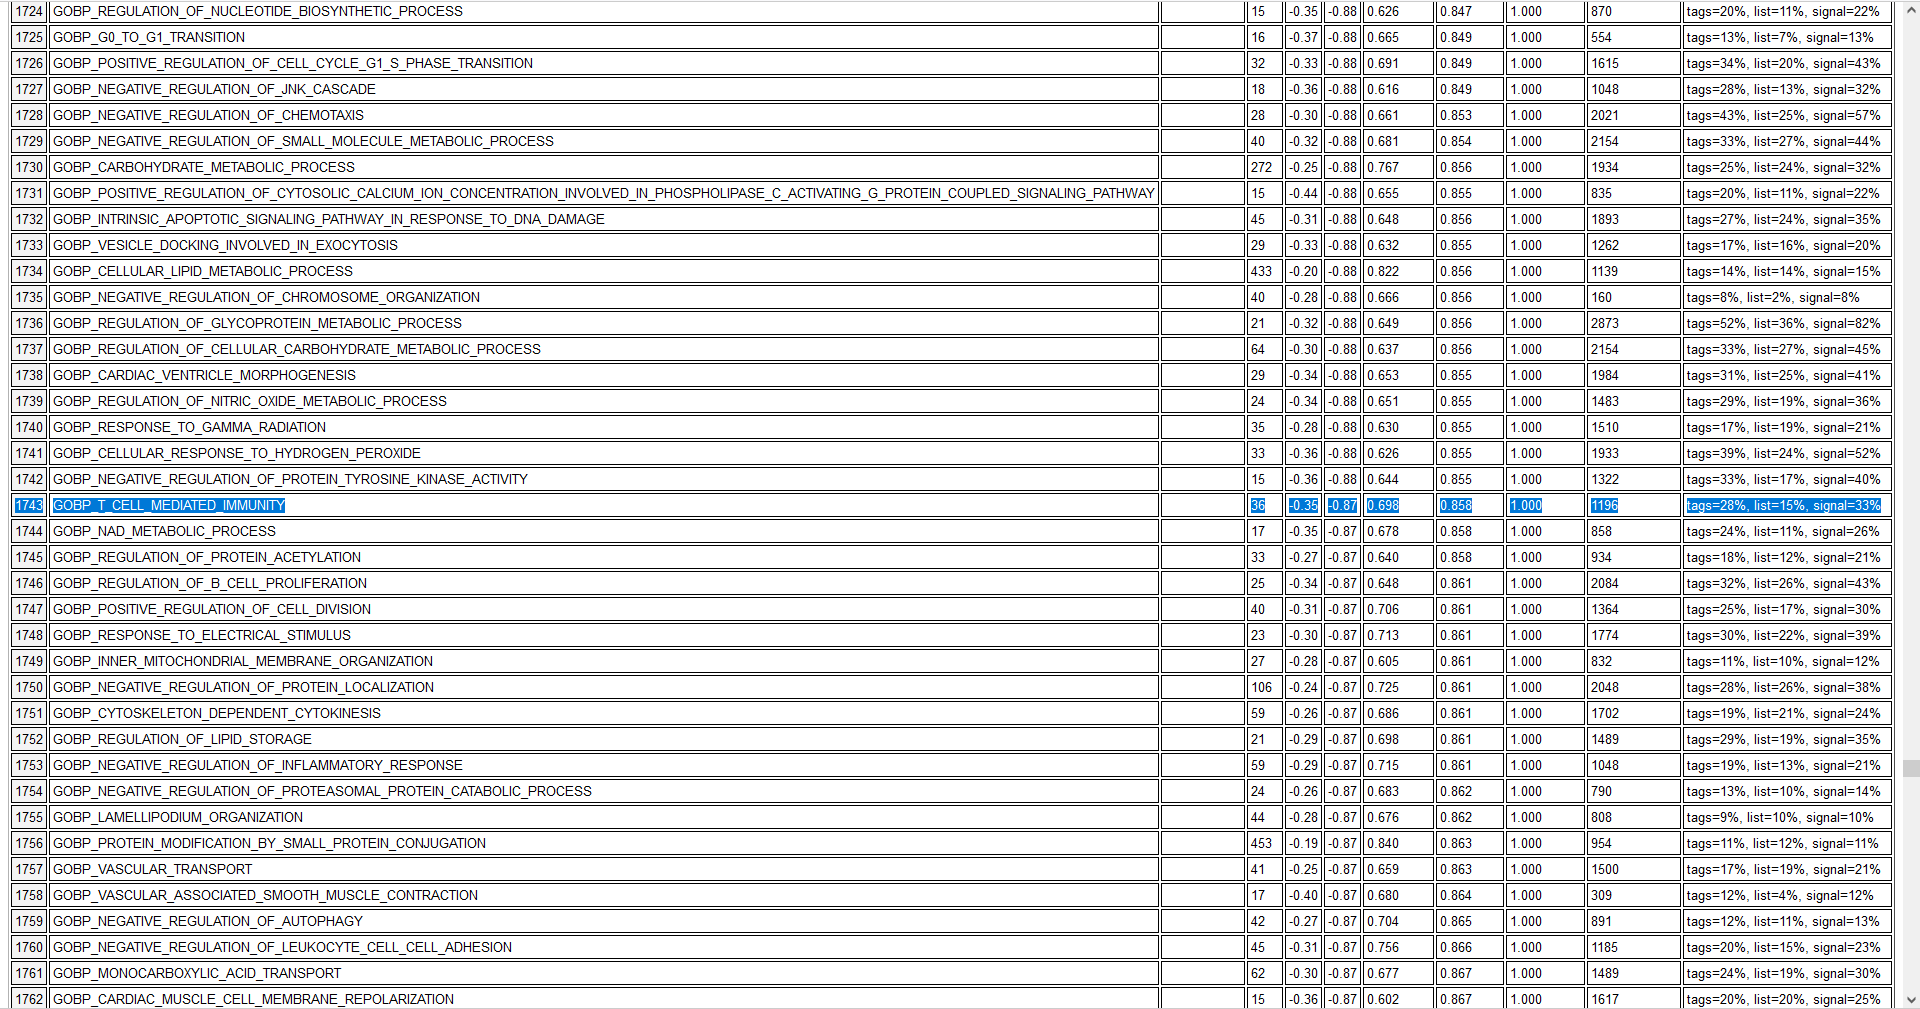 1724 GOBP_REGULATION_OF_NUCLEOTIDE_BIOSYNTHETIC_PROCESS 15 -0.35 -0.88 0.626 0.847 1.000 870 tags=20%, list=11%, signal=22%
1725 GOBP_G0_TO_G1_TRANSITION 16 -0.37 -0.88 0.665 0.849 1.000 554 tags=13%, list=7%, signal=13%
1726 GOBP_POSITIVE_REGULATION_OF_CELL_CYCLE_G1_S_PHASE_TRANSITION 32 -0.33 -0.88 0.691 0.849 1.000 1615 tags=34%, list=20%, signal=43%
1727 GOBP_NEGATIVE_REGULATION_OF_JNK_CASCADE 18 -0.36 -0.88 0.616 0.849 1.000 1048 tags=28%, list=13%, signal=32%
1728 GOBP_NEGATIVE_REGULATION_OF_CHEMOTAXIS 28 -0.30 -0.88 0.661 0.853 1.000 2021 tags=43%, list=25%, signal=57%
1729 GOBP_NEGATIVE_REGULATION_OF_SMALL_MOLECULE_METABOLIC_PROCESS 40 -0.32 -0.88 0.681 0.854 1.000 2154 tags=33%, list=27%, signal=44%
1730 GOBP_CARBOHYDRATE_METABOLIC_PROCESS 272 -0.25 -0.88 0.767 0.856 1.000 1934 tags=25%, list=24%, signal=32%
1731 GOBP_POSITIVE_REGULATION_OF_CYTOSOLIC_CALCIUM_ION_CONCENTRATION_INVOLVED_IN_PHOSPHOLIPASE_C_ACTIVATING_G_PROTEIN_COUPLED_SIGNALING_PATHWAY 15 -0.44 -0.88 0.655 0.855 1.000 835 tags=20%, list=11%, signal=22%
1732 GOBP_INTRINSIC_APOPTOTIC_SIGNALING_PATHWAY_IN_RESPONSE_TO_DNA_DAMAGE 45 -0.31 -0.88 0.648 0.856 1.000 1893 tags=27%, list=24%, signal=35%
1733 GOBP_VESICLE_DOCKING_INVOLVED_IN_EXOCYTOSIS 29 -0.33 -0.88 0.632 0.855 1.000 1262 tags=17%, list=16%, signal=20%
1734 GOBP_CELLULAR_LIPID_METABOLIC_PROCESS 433 -0.20 -0.88 0.822 0.856 1.000 1139 tags=14%, list=14%, signal=15%
1735 GOBP_NEGATIVE_REGULATION_OF_CHROMOSOME_ORGANIZATION 40 -0.28 -0.88 0.666 0.856 1.000 160 tags=8%, list=2%, signal=8%
1736 GOBP_REGULATION_OF_GLYCOPROTEIN_METABOLIC_PROCESS 21 -0.32 -0.88 0.649 0.856 1.000 2873 tags=52%, list=36%, signal=82%
1737 GOBP_REGULATION_OF_CELLULAR_CARBOHYDRATE_METABOLIC_PROCESS 64 -0.30 -0.88 0.637 0.856 1.000 2154 tags=33%, list=27%, signal=45%
1738 GOBP_CARDIAC_VENTRICLE_MORPHOGENESIS 29 -0.34 -0.88 0.653 0.855 1.000 1984 tags=31%, list=25%, signal=41%
1739 GOBP_REGULATION_OF_NITRIC_OXIDE_METABOLIC_PROCESS 24 -0.34 -0.88 0.651 0.855 1.000 1483 tags=29%, list=19%, signal=36%
1740 GOBP_RESPONSE_TO_GAMMA_RADIATION 35 -0.28 -0.88 0.630 0.855 1.000 1510 tags=17%, list=19%, signal=21%
1741 GOBP_CELLULAR_RESPONSE_TO_HYDROGEN_PEROXIDE 33 -0.36 -0.88 0.626 0.855 1.000 1933 tags=39%, list=24%, signal=52%
1742 GOBP_NEGATIVE_REGULATION_OF_PROTEIN_TYROSINE_KINASE_ACTIVITY 15 -0.36 -0.88 0.644 0.855 1.000 1322 tags=33%, list=17%, signal=40%
1743 GOBP_T_CELL_MEDIATED_IMMUNITY 36 -0.35 -0.87 0.698 0.858 1.000 1196 tags=28%, list=15%, signal=33%
1744 GOBP_NAD_METABOLIC_PROCESS 17 -0.35 -0.87 0.678 0.858 1.000 858 tags=24%, list=11%, signal=26%
1745 GOBP_REGULATION_OF_PROTEIN_ACETYLATION 33 -0.27 -0.87 0.640 0.858 1.000 934 tags=18%, list=12%, signal=21%
1746 GOBP_REGULATION_OF_B_CELL_PROLIFERATION 25 -0.34 -0.87 0.648 0.861 1.000 2084 tags=32%, list=26%, signal=43%
1747 GOBP_POSITIVE_REGULATION_OF_CELL_DIVISION 40 -0.31 -0.87 0.706 0.861 1.000 1364 tags=25%, list=17%, signal=30%
1748 GOBP_RESPONSE_TO_ELECTRICAL_STIMULUS 23 -0.30 -0.87 0.713 0.861 1.000 1774 tags=30%, list=22%, signal=39%
1749 GOBP_INNER_MITOCHONDRIAL_MEMBRANE_ORGANIZATION 27 -0.28 -0.87 0.605 0.861 1.000 832 tags=11%, list=10%, signal=12%
1750 GOBP_NEGATIVE_REGULATION_OF_PROTEIN_LOCALIZATION 106 -0.24 -0.87 0.725 0.861 1.000 2048 tags=28%, list=26%, signal=38%
1751 GOBP_CYTOSKELETON_DEPENDENT_CYTOKINESIS 59 -0.26 -0.87 0.686 0.861 1.000 1702 tags=19%, list=21%, signal=24%
1752 GOBP_REGULATION_OF_LIPID_STORAGE 21 -0.29 -0.87 0.698 0.861 1.000 1489 tags=29%, list=19%, signal=35%
1753 GOBP_NEGATIVE_REGULATION_OF_INFLAMMATORY_RESPONSE 59 -0.29 -0.87 0.715 0.861 1.000 1048 tags=19%, list=13%, signal=21%
1754 GOBP_NEGATIVE_REGULATION_OF_PROTEASOMAL_PROTEIN_CATABOLIC_PROCESS 24 -0.26 -0.87 0.683 0.862 1.000 790 tags=13%, list=10%, signal=14%
1755 GOBP_LAMELLIPODIUM_ORGANIZATION 44 -0.28 -0.87 0.676 0.862 1.000 808 tags=9%, list=10%, signal=10%
1756 GOBP_PROTEIN_MODIFICATION_BY_SMALL_PROTEIN_CONJUGATION 453 -0.19 -0.87 0.840 0.863 1.000 954 tags=11%, list=12%, signal=11%
1757 GOBP_VASCULAR_TRANSPORT 41 -0.25 -0.87 0.659 0.863 1.000 1500 tags=17%, list=19%, signal=21%
1758 GOBP_VASCULAR_ASSOCIATED_SMOOTH_MUSCLE_CONTRACTION 17 -0.40 -0.87 0.680 0.864 1.000 309 tags=12%, list=4%, signal=12%
1759 GOBP_NEGATIVE_REGULATION_OF_AUTOPHAGY 42 -0.27 -0.87 0.704 0.865 1.000 891 tags=12%, list=11%, signal=13%
1760 GOBP_NEGATIVE_REGULATION_OF_LEUKOCYTE_CELL_CELL_ADHESION 45 -0.31 -0.87 0.756 0.866 1.000 1185 tags=20%, list=15%, signal=23%
1761 GOBP_MONOCARBOXYLIC_ACID_TRANSPORT 62 -0.30 -0.87 0.677 0.867 1.000 1489 tags=24%, list=19%, signal=30%
1762 GOBP_CARDIAC_MUSCLE_CELL_MEMBRANE_REPOLARIZATION 15 -0.36 -0.87 0.602 0.867 1.000 1617 tags=20%, list=20%, signal=25%